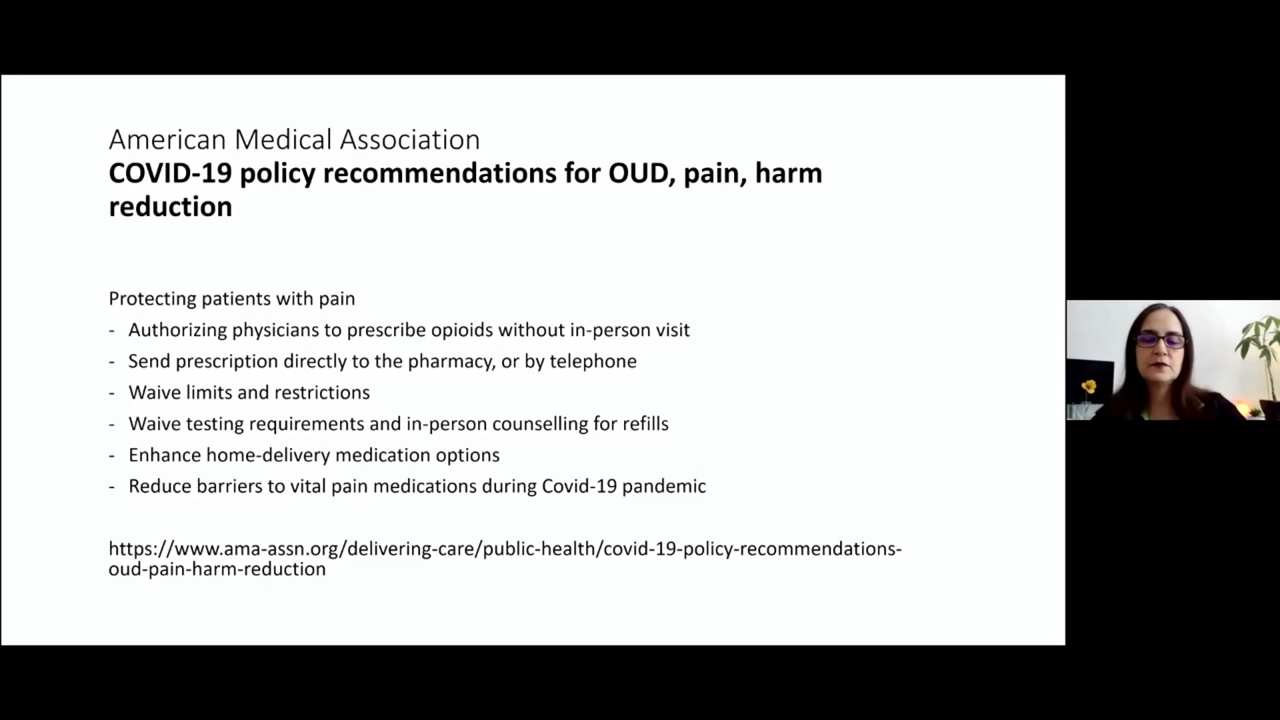 American Medical Association
COVID-19 policy recommendations for OUD, pain, harm
reduction
Protecting patients with pain
- Authorizing physicians to prescribe opioids without in-person visit
- Send prescription directly to the pharmacy, or by telephone
- Waive limits and restrictions
- Waive testing requirements and in-person counselling for refills
- Enhance home-delivery medication options
- Reduce barriers to vital pain medications during Covid-19 pandemic
https://www.ama-assn.org/delivering-care/public-health/covid-19-policy-recommendations-
oud-pain-harm-reduction